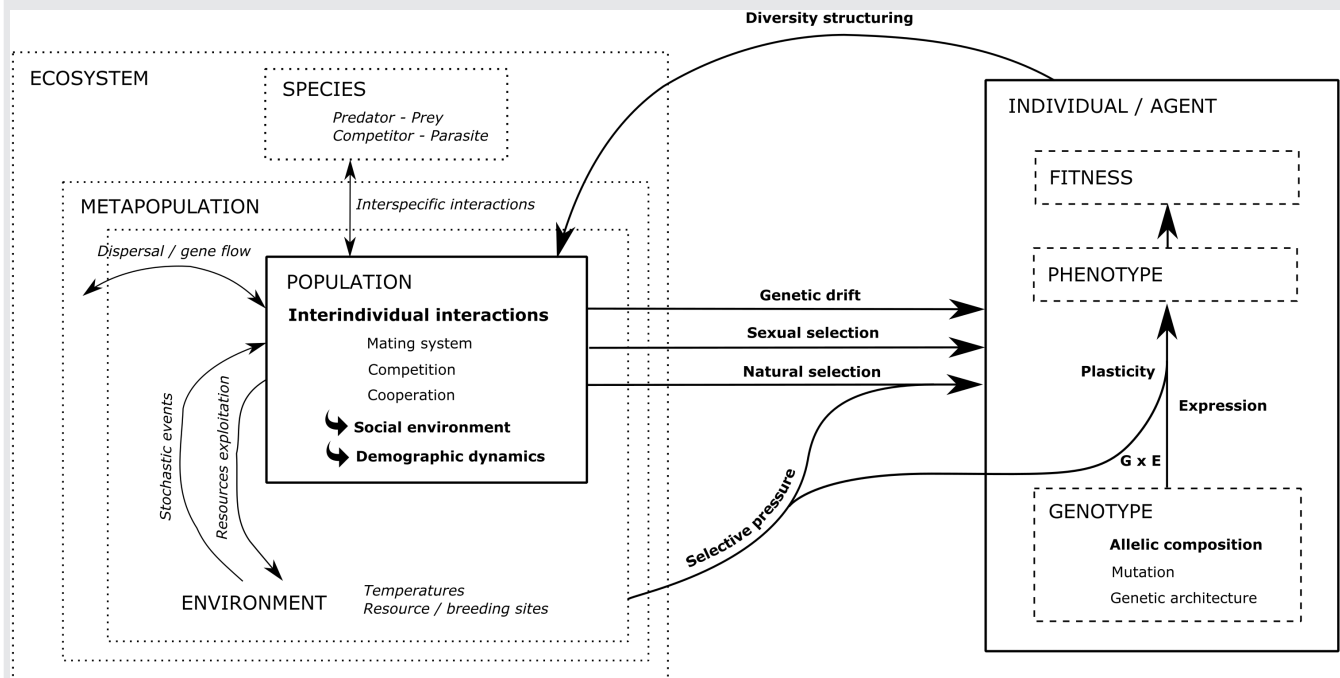 Diversity structuring
ECOSYSTEM
SPECIES
Predator - Prey
Competitor - Parasite
Interspecific interactions
METAPOPULATION
Dispersal / gene flow
POPULATION
Interindividual interactions
Mating system
Competition
Cooperation
Social environment
Demographic dynamics
Stochastic events
Resources exploitation
ENVIRONMENT
Temperatures
Resource / breeding sites
Genetic drift
Sexual selection
Natural selection
Selective pressure
INDIVIDUAL / AGENT
FITNESS
PHENOTYPE
Plasticity
Expression
G x E
GENOTYPE
Allelic composition
Mutation
Genetic architecture